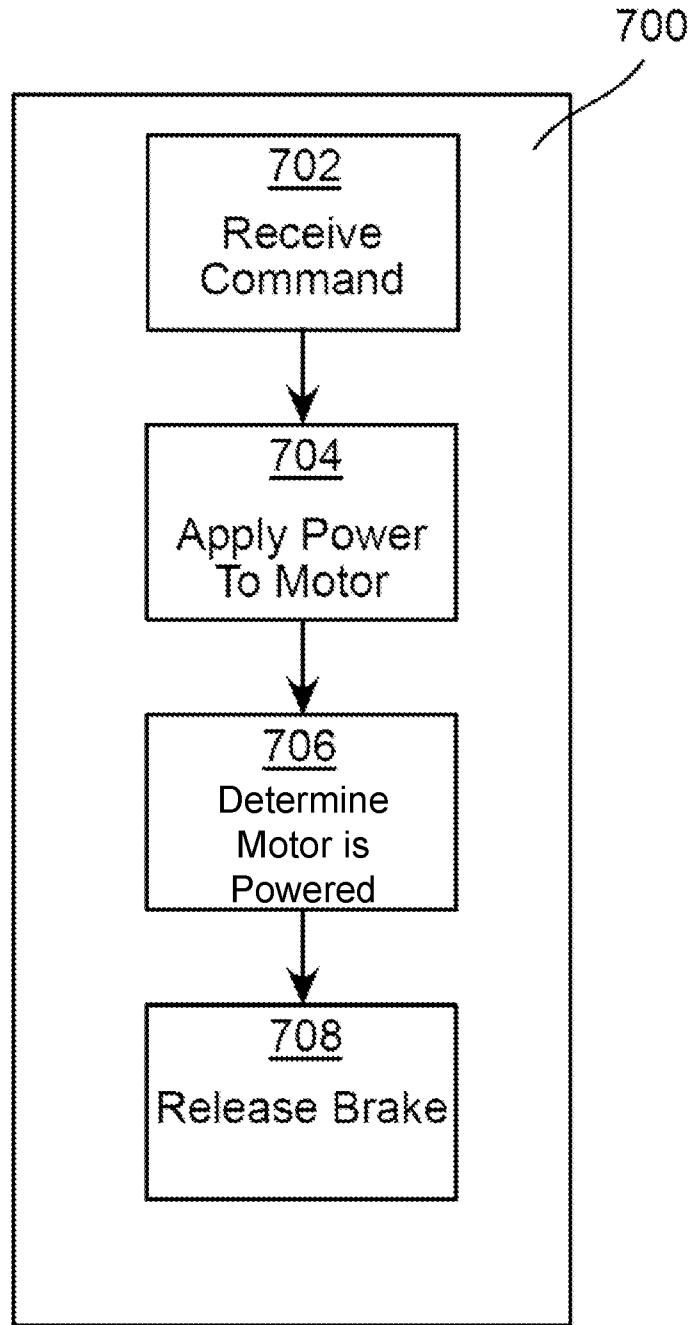 700
702
Receive
Command
704
Apply Power
To Motor
706
Determine
Motor is
Powered
708
Release Brake